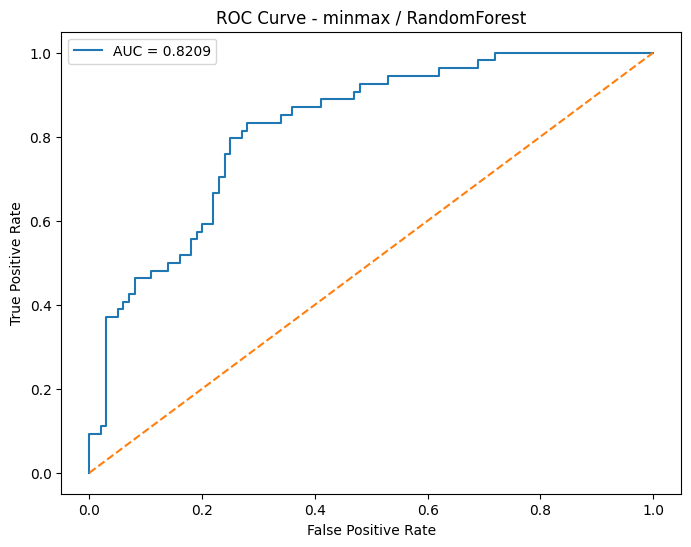 ROC Curve - minmax / RandomForest
AUC = 0.8209
True Positive Rate
1.0
0.8
0.6
0.4
0.2
0.0
0.0 0.2 0.4 0.6 0.8 1.0
False Positive Rate